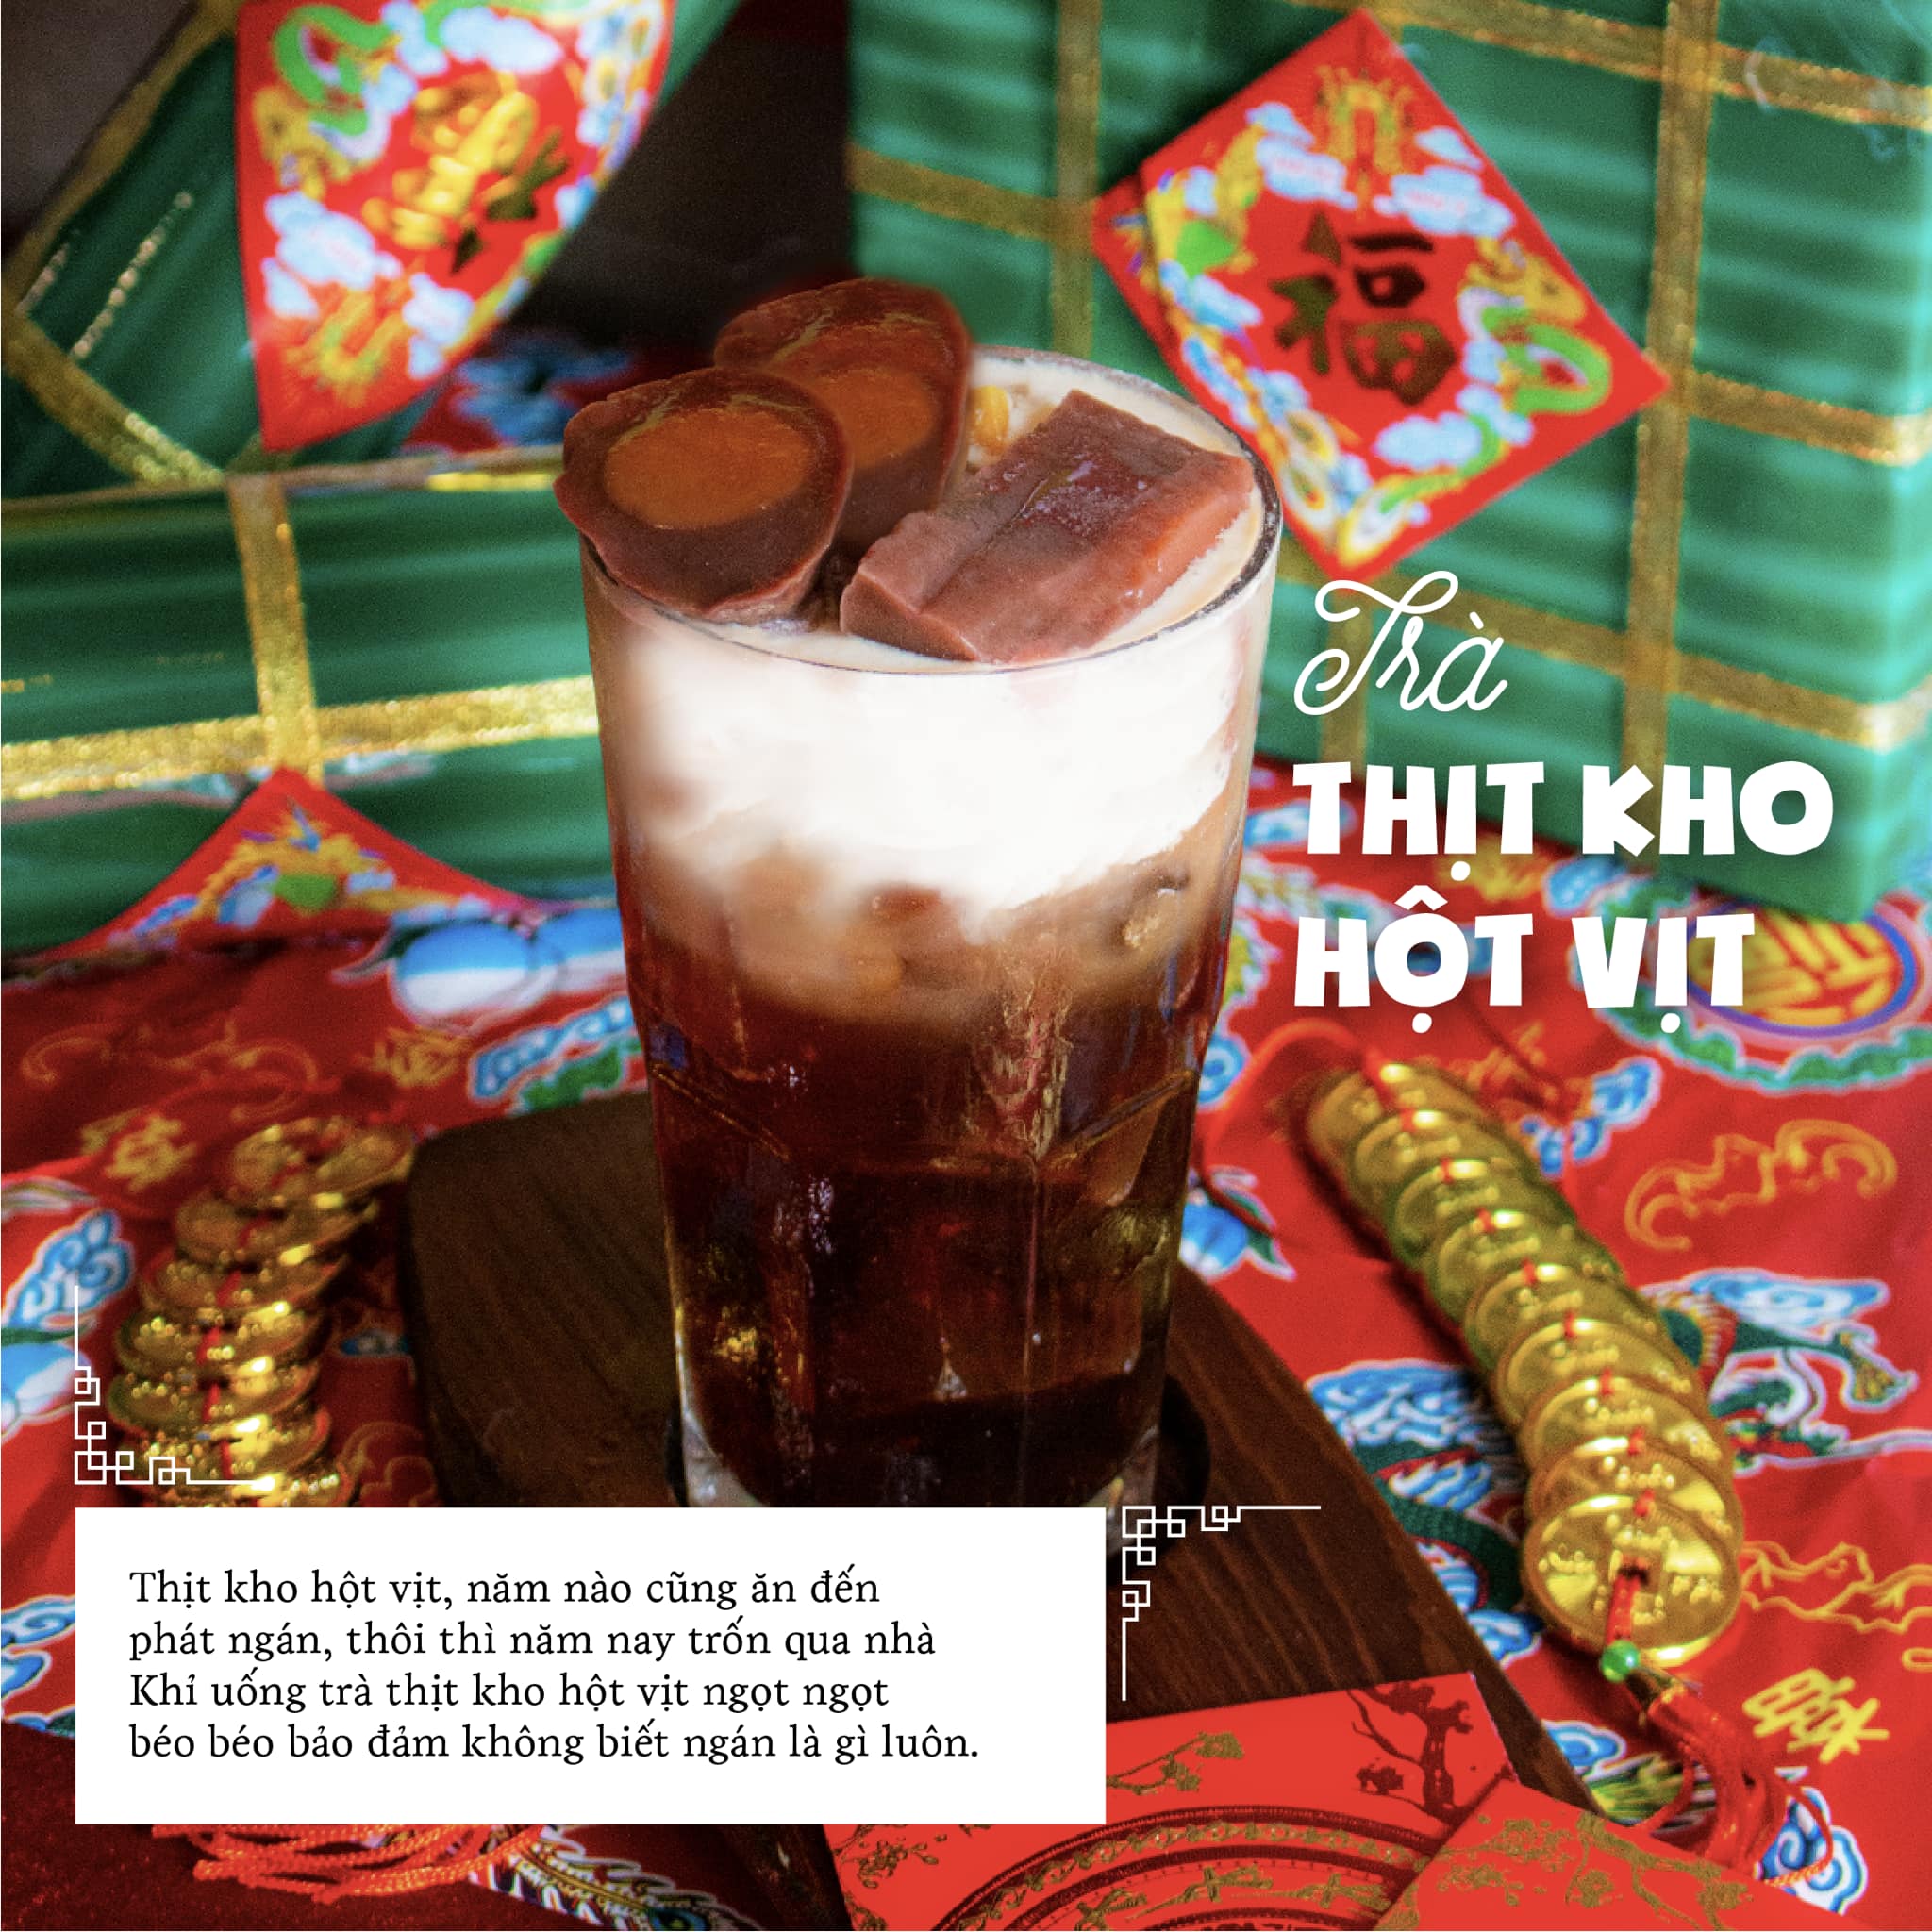 福
Trà
THỊT KHO
HỘT VỊT
Thịt kho hột vịt, năm nào cũng ăn đến
phát ngán, thôi thì năm nay trốn qua nhà
Khỉ uống trà thịt kho hột vịt ngọt ngọt
béo béo bảo đảm không biết ngán là gì luôn.